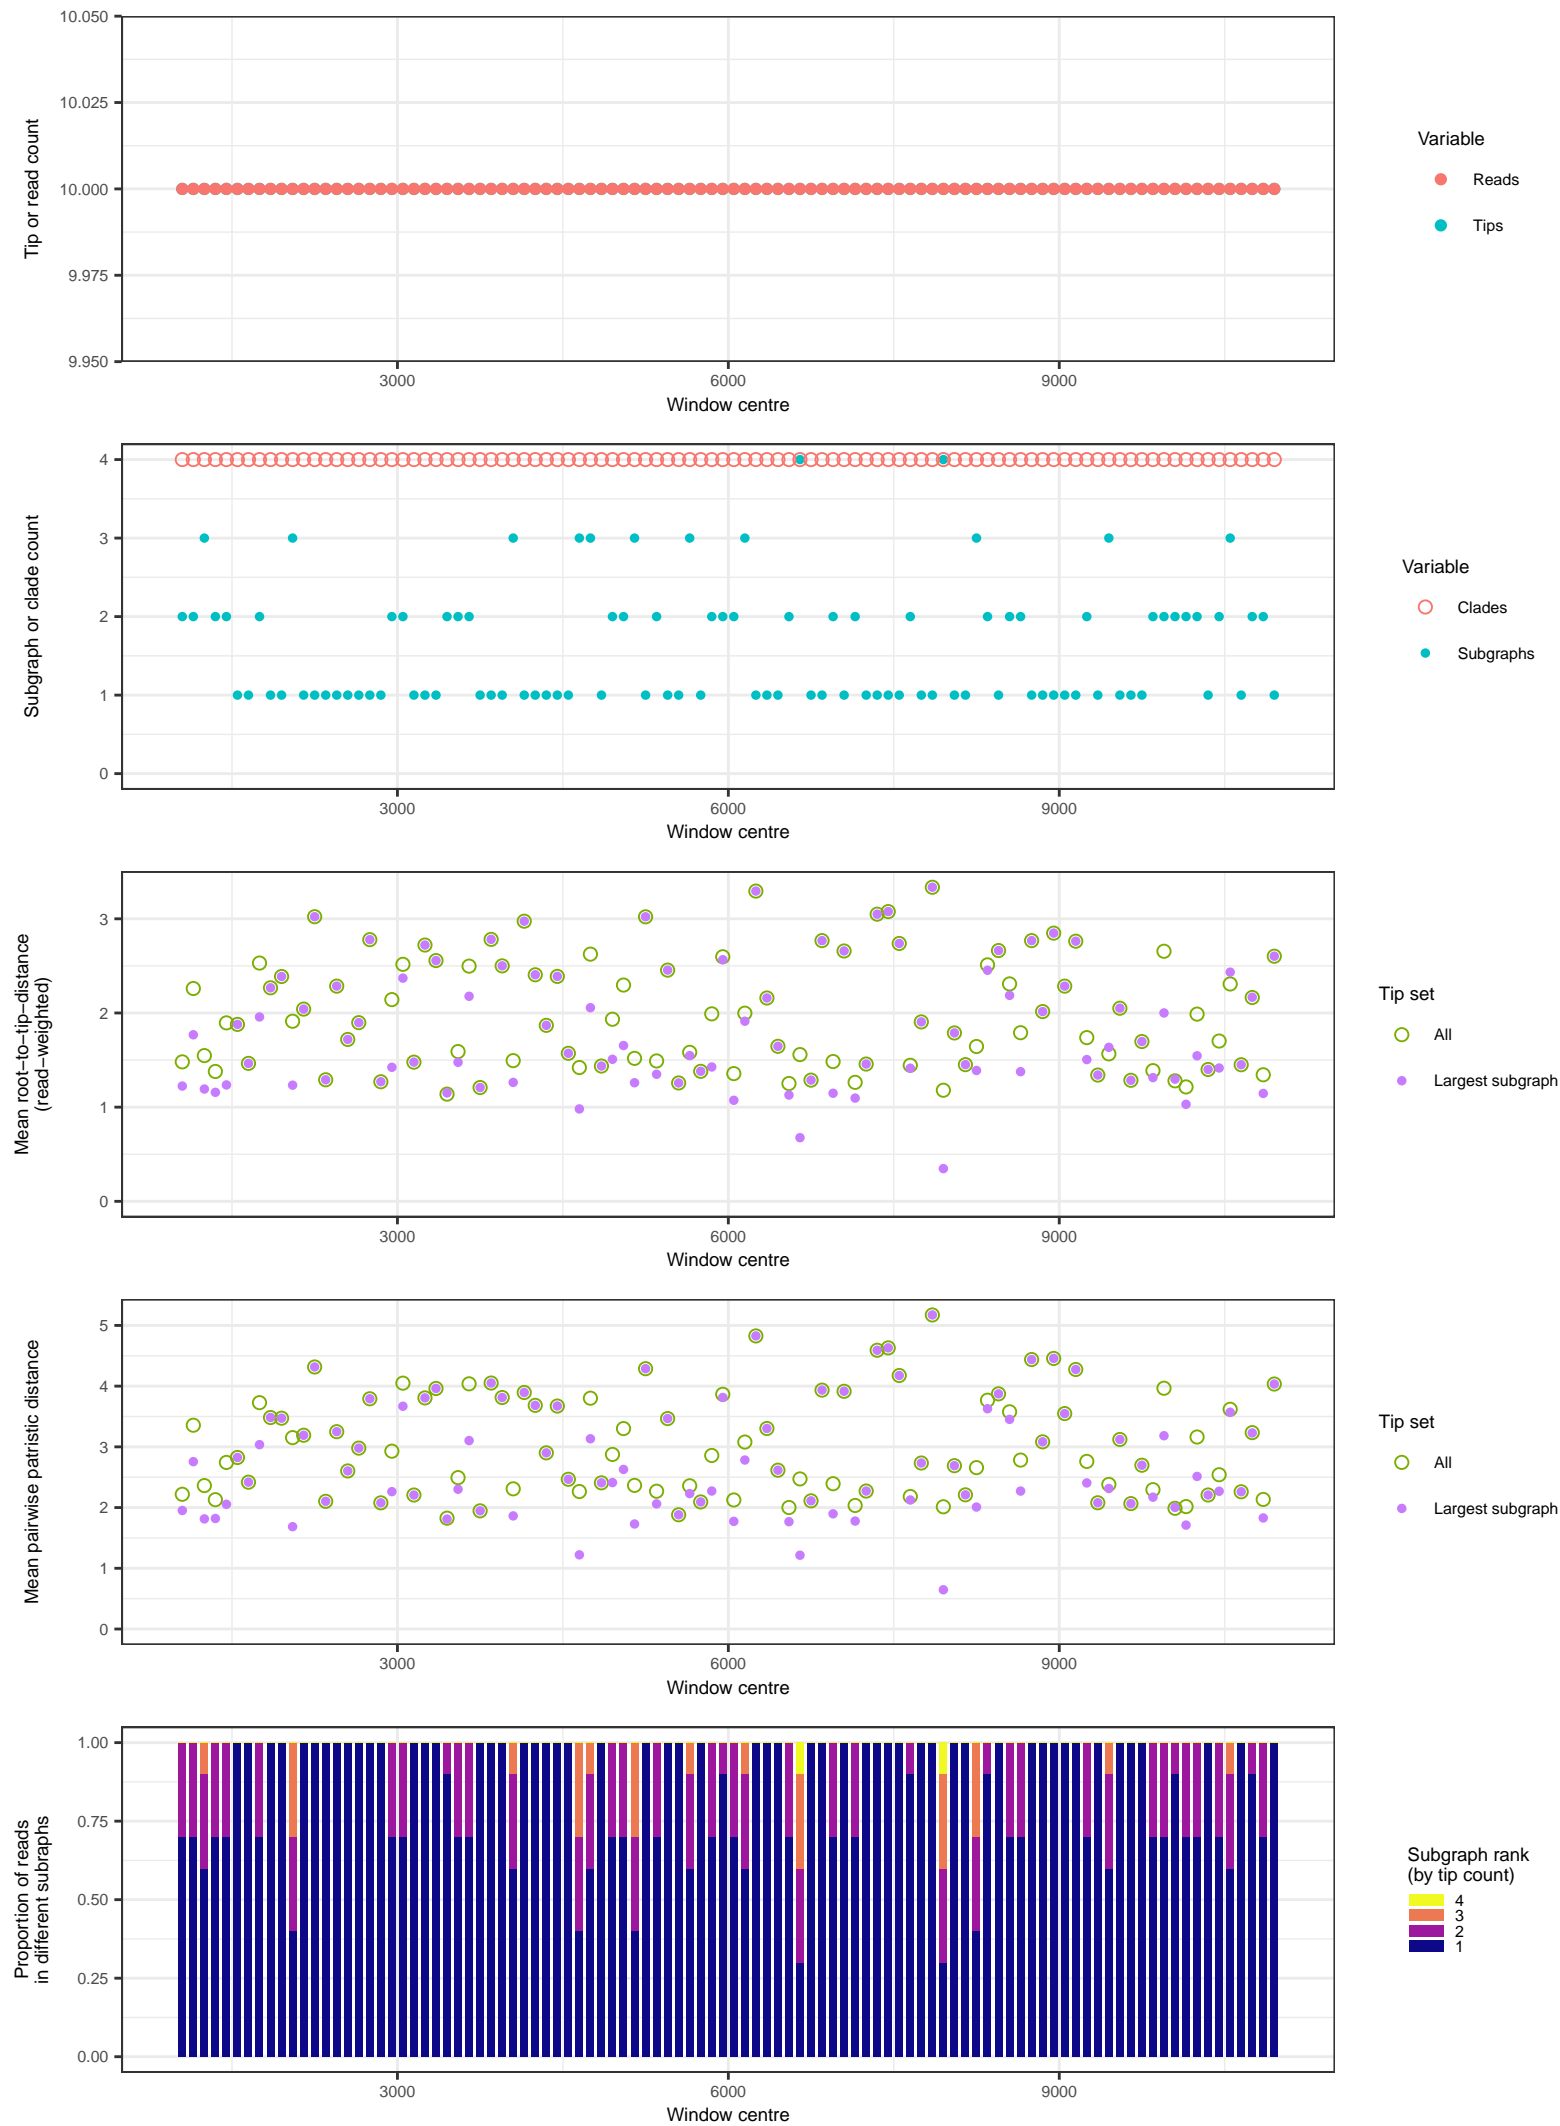 10.050
10.025
10.000
9.975
9.950
Tip or read count
3000 6000 9000
Window centre
Variable
Reads
Tips
4
3
2
1
0
Subgraph or clade count
3000 6000 9000
Window centre
Variable
Clades
Subgraphs
3
2
1
0
Mean root−to−tip−distance
(read−weighted)
3000 6000 9000
Window centre
Tip set
All
Largest subgraph
5
4
3
2
1
0
Mean pairwise patristic distance
3000 6000 9000
Window centre
Tip set
All
Largest subgraph
1.00
0.75
0.50
0.25
0.00
Proportion of reads
in different subraphs
3000 6000 9000
Window centre
Subgraph rank
(by tip count)
4
3
2
1